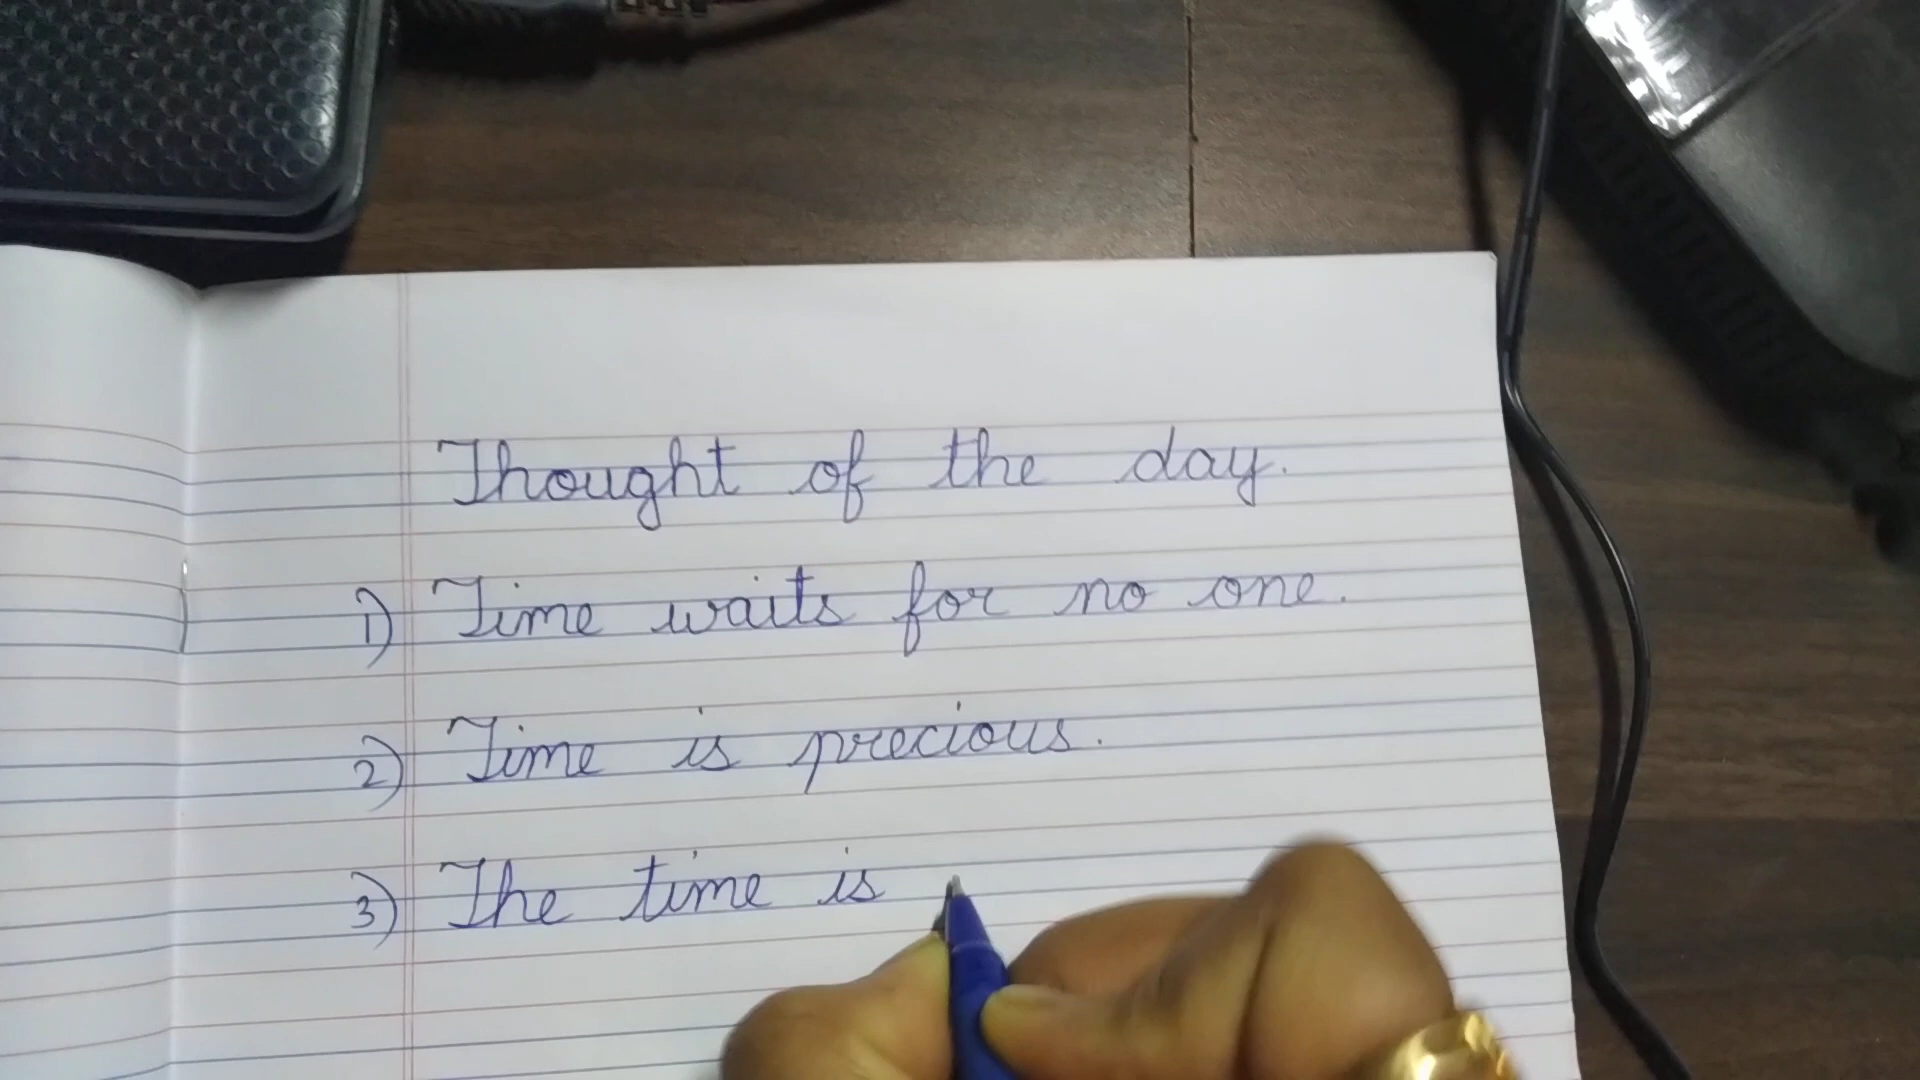 Thought of the day.
1) Time waits for no one.
2) Time is precious.
3) The time is